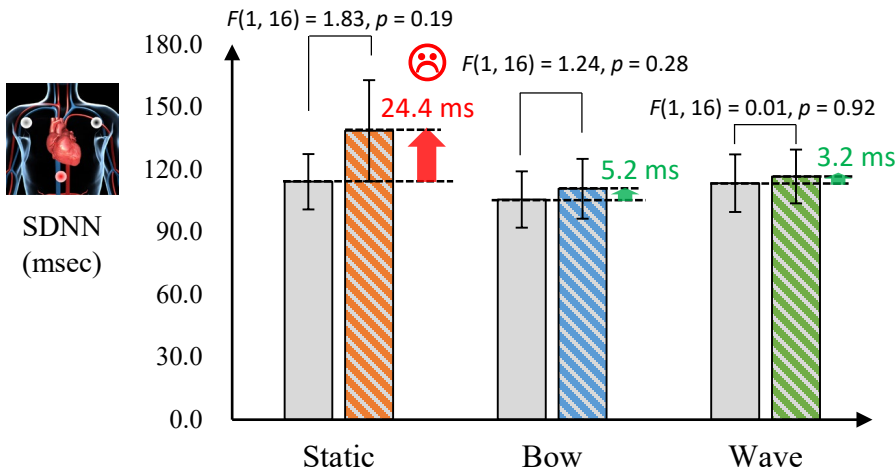 F(1, 16) = 1.83, p = 0.19
F(1, 16) = 1.24, p = 0.28
F(1, 16) = 0.01, p = 0.92
24.4 ms
5.2 ms
3.2 ms
SDNN
(msec)
180.0
150.0
120.0
90.0
60.0
30.0
0.0
Static Bow Wave